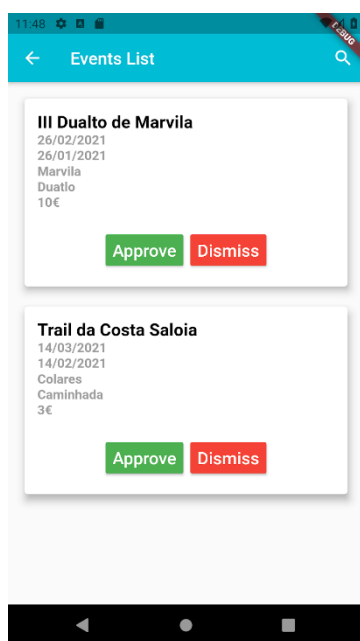 11:48
DEBUG
Events List
III Dualto de Marvila
26/02/2021
26/01/2021
Marvila
Duatlo
10€
Approve Dismiss
Trail da Costa Saloia
14/03/2021
14/02/2021
Colares
Caminhada
3€
Approve Dismiss